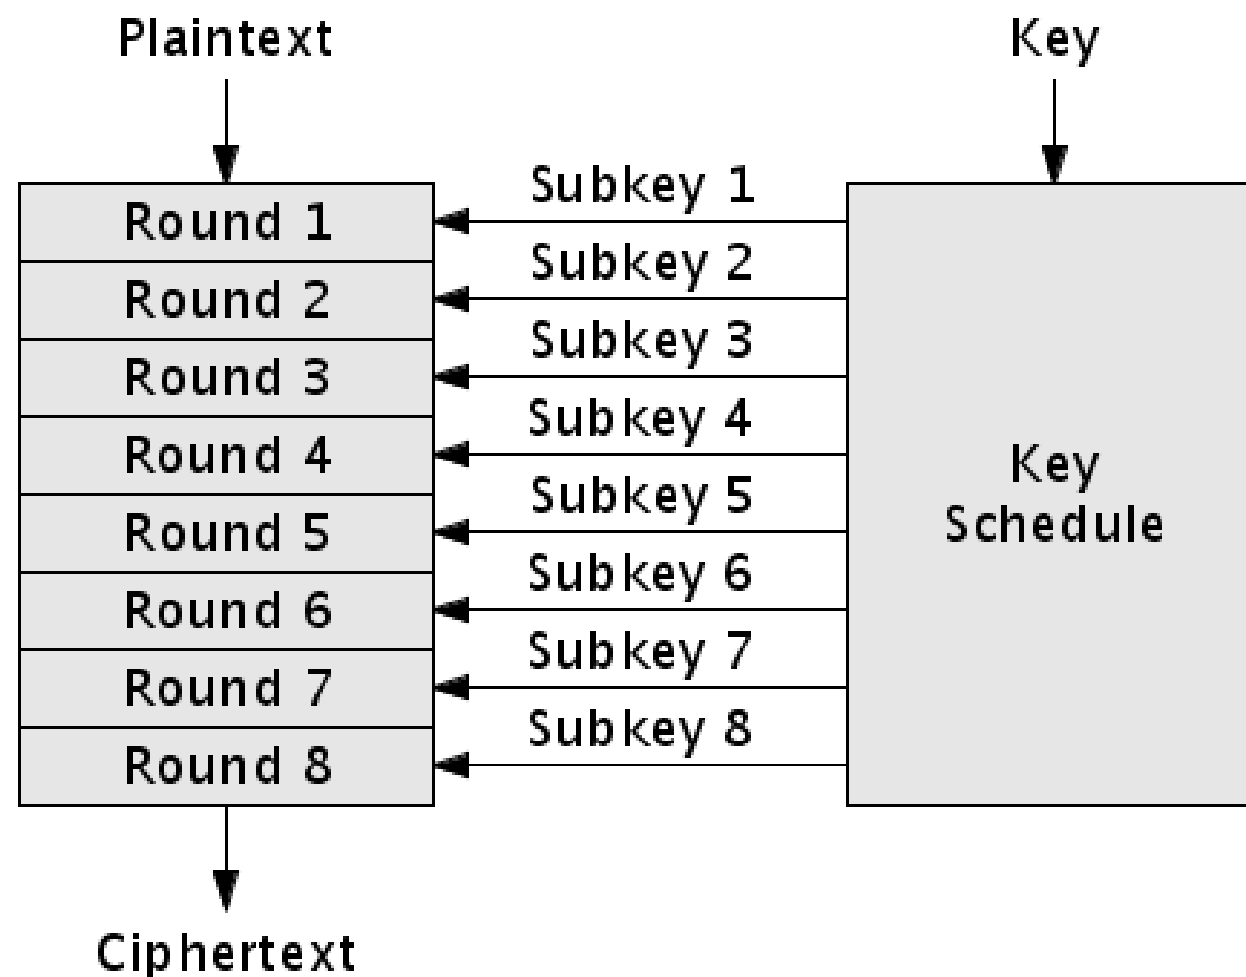 Plaintext
Key
Round 1
Round 2
Round 3
Round 4
Round 5
Round 6
Round 7
Round 8
Subkey 1
Subkey 2
Subkey 3
Subkey 4
Subkey 5
Subkey 6
Subkey 7
Subkey 8
Key
Schedule
Ciphertext